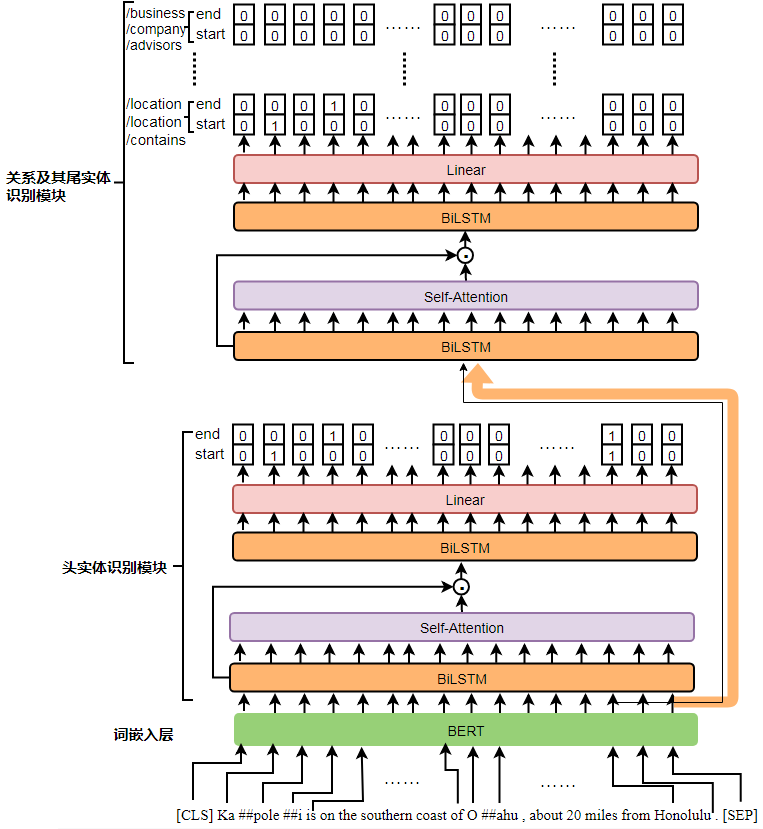 /business
/company
/advisors
end
start
0 0 0 0 0 ...... 0 0 0 ...... 0 0 0
0 0 0 0 0 ...... 0 0 0 ...... 0 0 0
/location
/location
/contains
end
start
0 0 0 1 0 ...... 0 0 0 ...... 0 0 0
0 1 0 0 0 ...... 0 0 0 ...... 0 0 0
关系及其尾实体
识别模块
Linear
BiLSTM
Self-Attention
BiLSTM
end
start
0 0 0 1 0 ...... 0 0 0 ...... 1 0 0
0 1 0 0 0 ...... 0 0 0 ...... 1 0 0
Linear
BiLSTM
头实体识别模块
Self-Attention
BiLSTM
词嵌入层
BERT
...... ......
[CLS] Ka ##pole ##i is on the southern coast of O ##ahu , about 20 miles from Honolulu . [SEP]